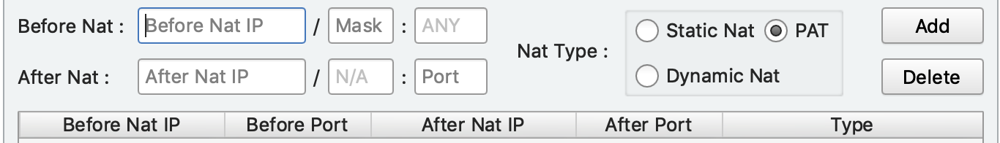 Before Nat : Before Nat IP / Mask : ANY
After Nat : After Nat IP / N/A : Port
Nat Type :
Static Nat PAT
Dynamic Nat
Add
Delete
Before Nat IP Before Port After Nat IP After Port Type